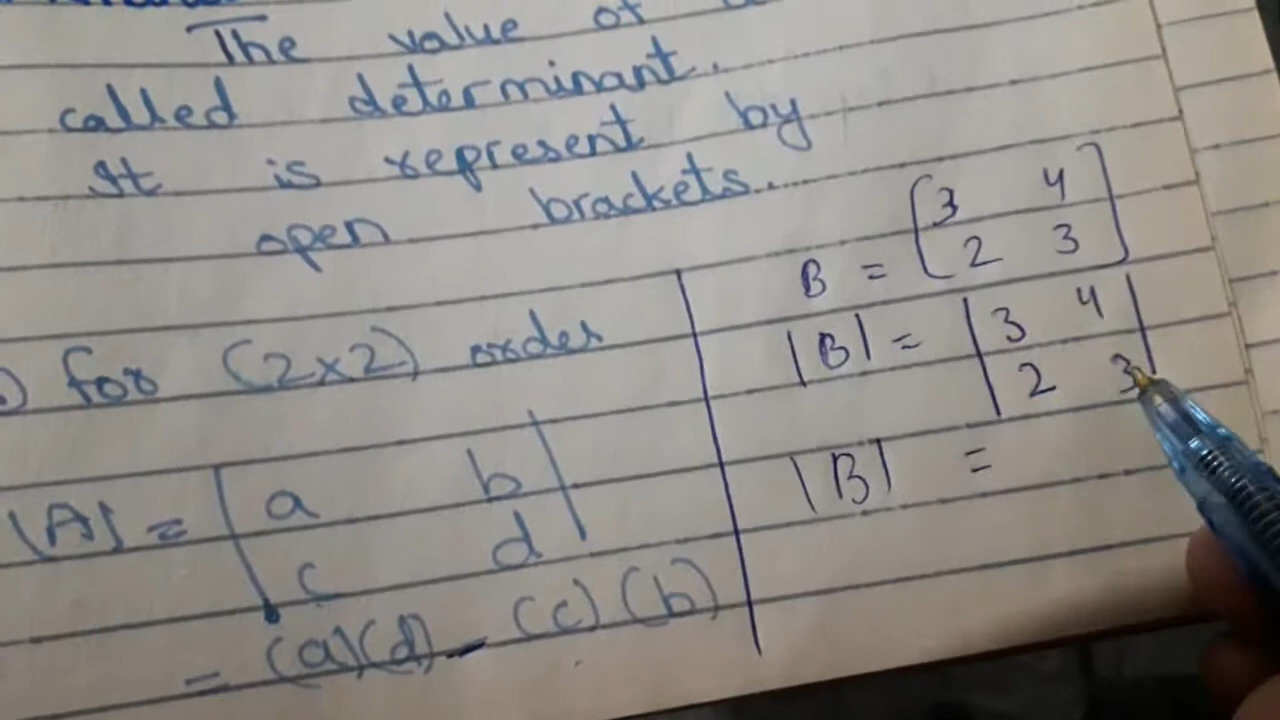 The value of
called determinant.
It is represent by
open brackets.
for (2x2) order
|A| = | a b
c d |
= (a)(d) - (c)(b)
B = [ 3 4
2 3 ]
|B| = | 3 4
2 3 |
|B| =